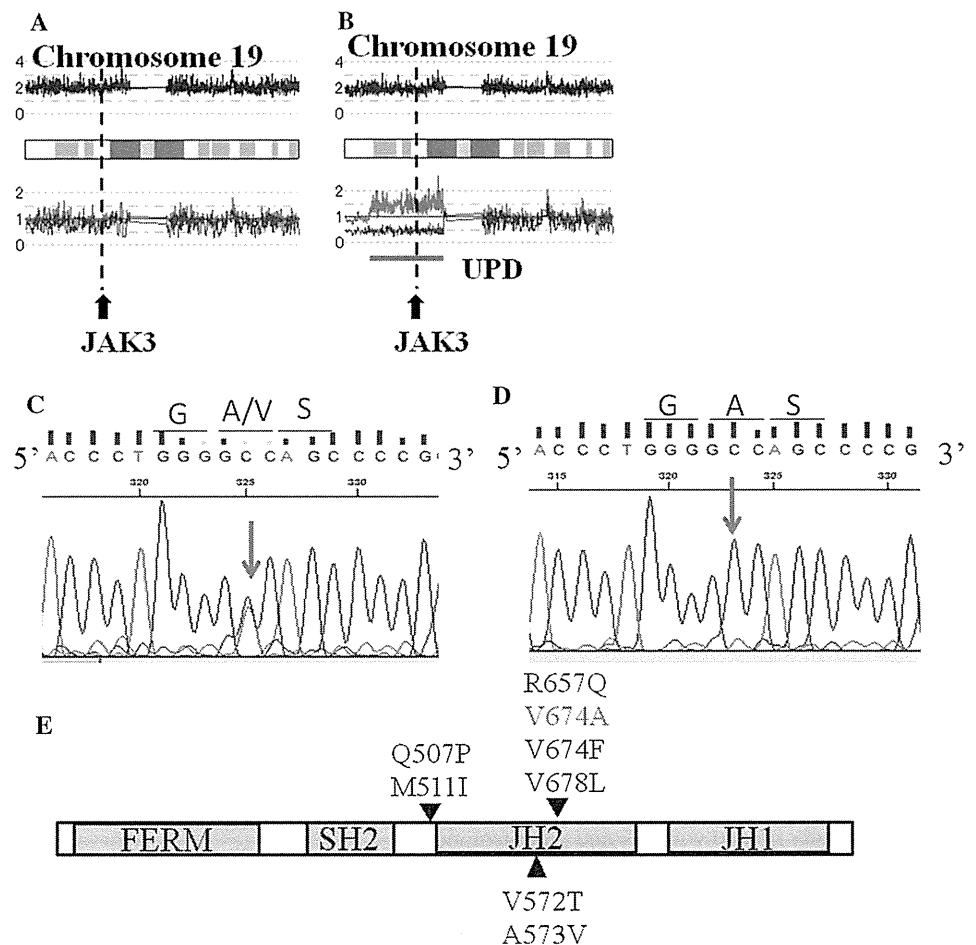 A
Chromosome 19
4
2
0
2
1
0
JAK3
B
Chromosome 19
4
2
0
2
1
0
UPD
JAK3
C
G A/V S
5' A C C C T G G G G C C A G C C C C G 3'
320 325 330
D
G A S
5' A C C C T G G G G C C A G C C C C G 3'
315 320 325 330
E
Q507P
M511I
R657Q
V674A
V674F
V678L
FERM SH2 JH2 JH1
V572T
A573V